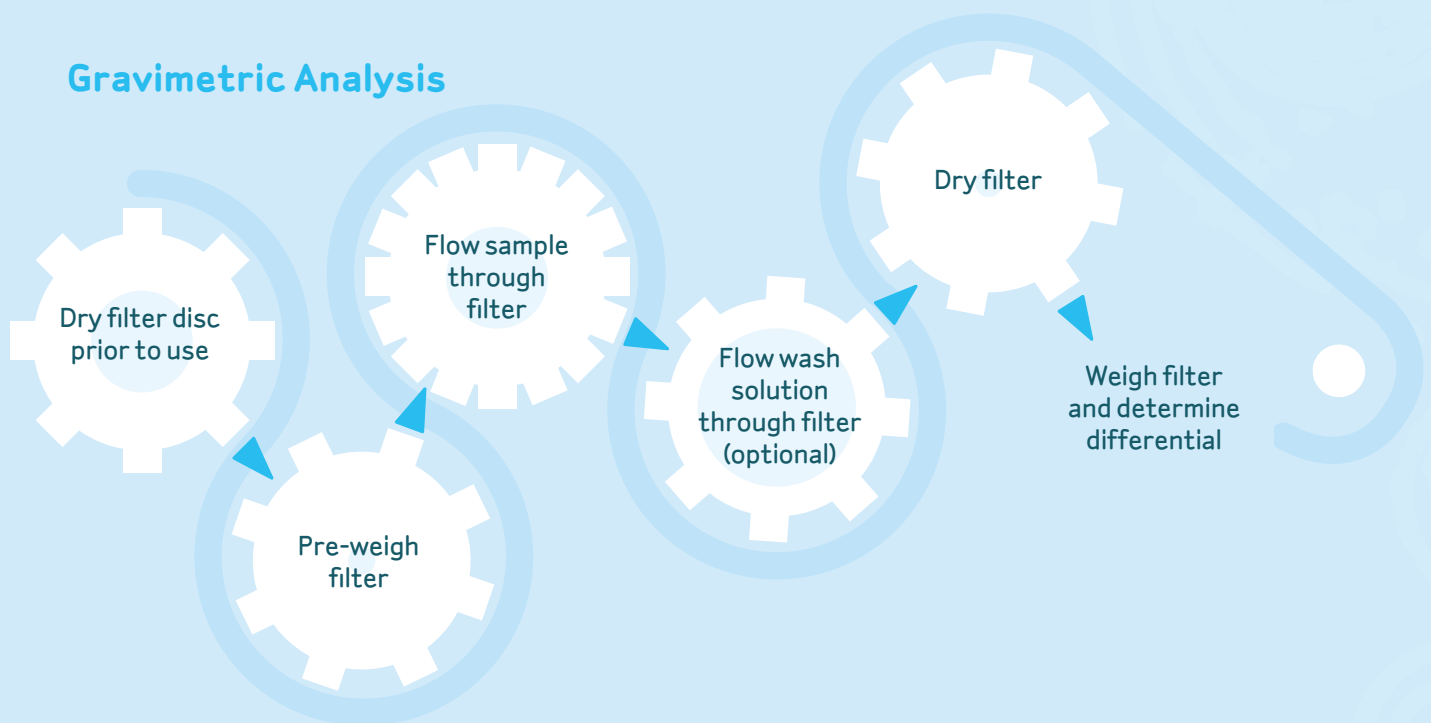 Gravimetric Analysis
Dry filter disc
prior to use
Pre-weigh
filter
Flow sample
through
filter
Flow wash
solution
through filter
(optional)
Dry filter
Weigh filter
and determine
differential